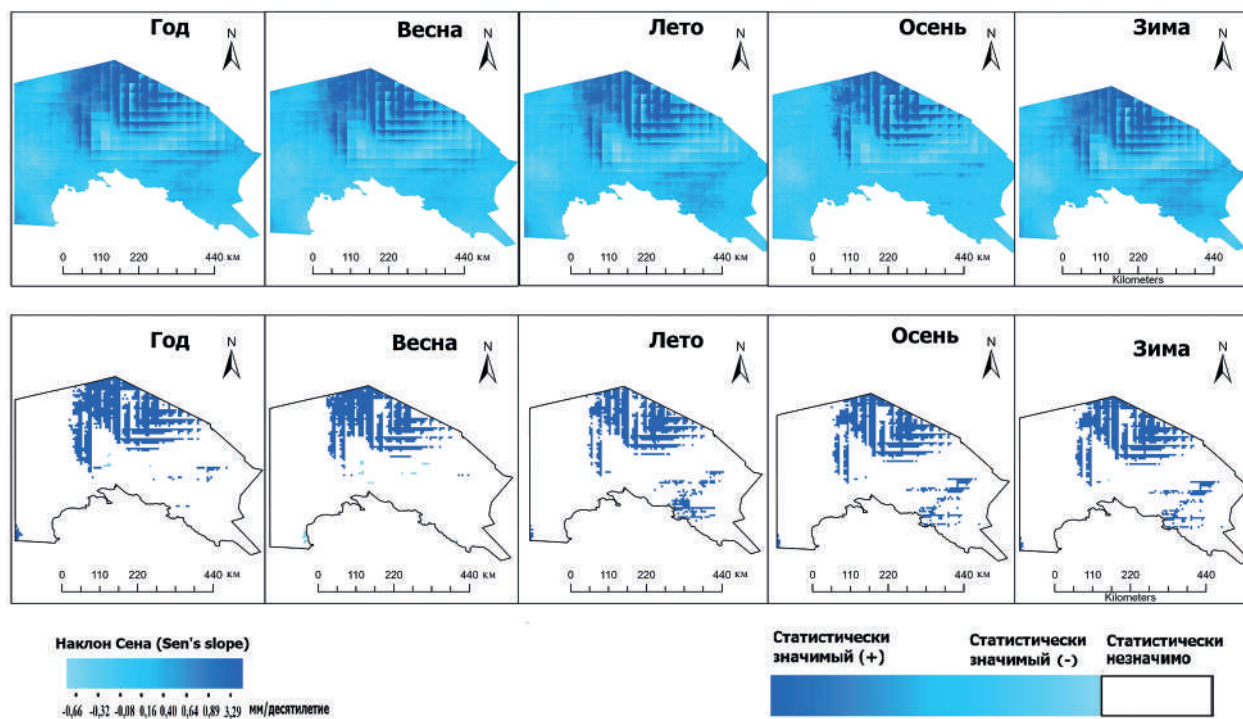 Год Весна Лето Осень Зима
N N N N N
0 110 220 440 км 0 110 220 440 км 0 110 220 440 км 0 110 220 440 км 0 110 220 440
Kilometers
Год Весна Лето Осень Зима
N N N N N
0 110 220 440 км 0 110 220 440 км 0 110 220 440 км 0 110 220 440 км 0 110 220 440
Kilometers
Наклон Сена (Sen's slope)
-0,66 -0,32 -0,08 0,16 0,40 0,64 0,89 3,29 мм/десятилетие
Статистически значимый (+)
Статистически значимый (-)
Статистически незначимо